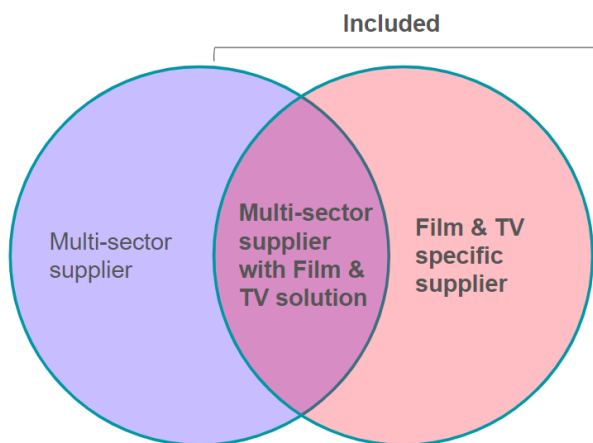 Included
Multi-sector
supplier
Multi-sector
supplier
with Film &
TV solution
Film & TV
specific
supplier